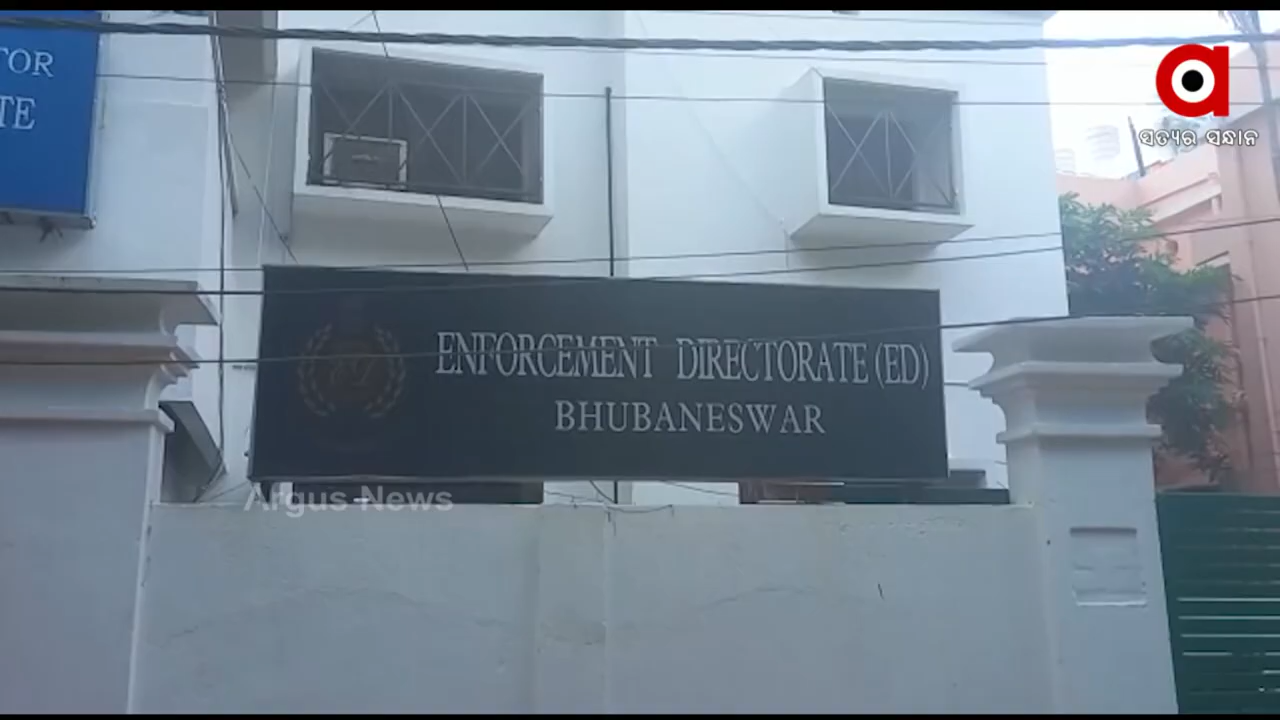 TOR
TE
ସତ୍ୟର ସନ୍ଧାନ
ENFORCEMENT DIRECTORATE (ED)
BHUBANESWAR
Argus News